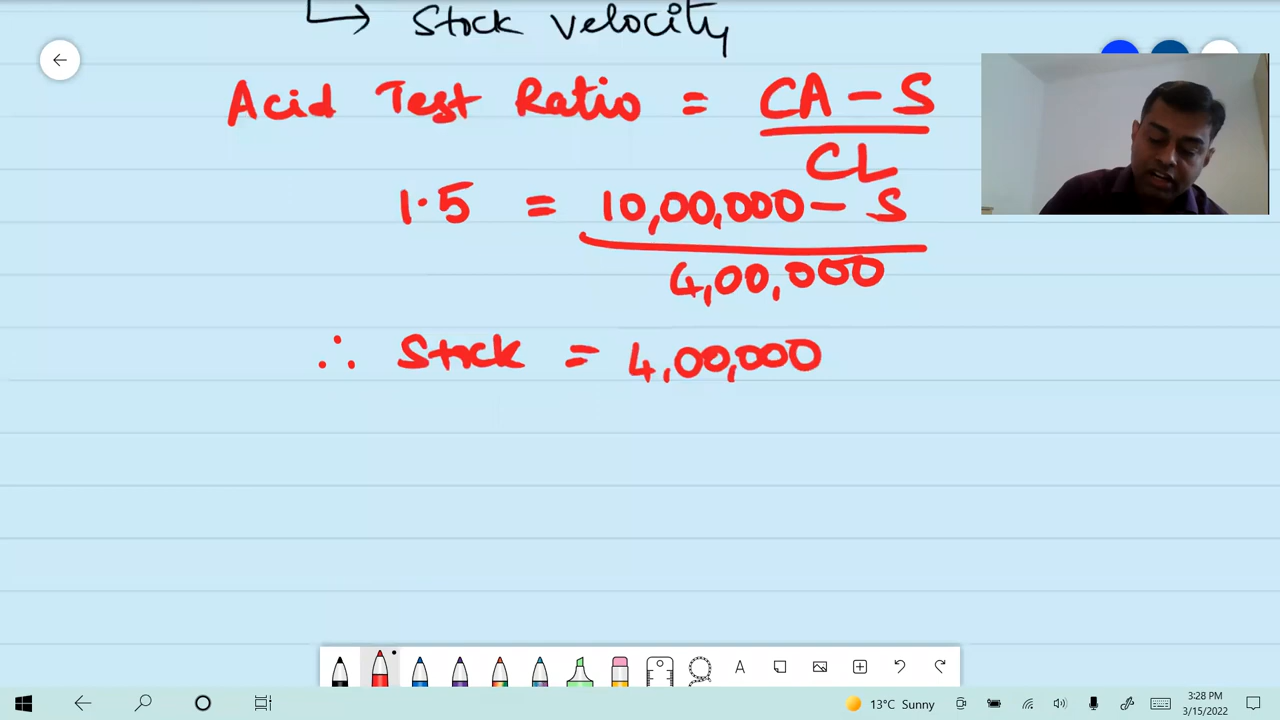 Stock velocity
Acid Test Ratio = CA - S
CL
1.5 = 10,00,000 - S
4,00,000
∴ Stock = 4,00,000
A
13°C Sunny
3:28 PM
3/15/2022